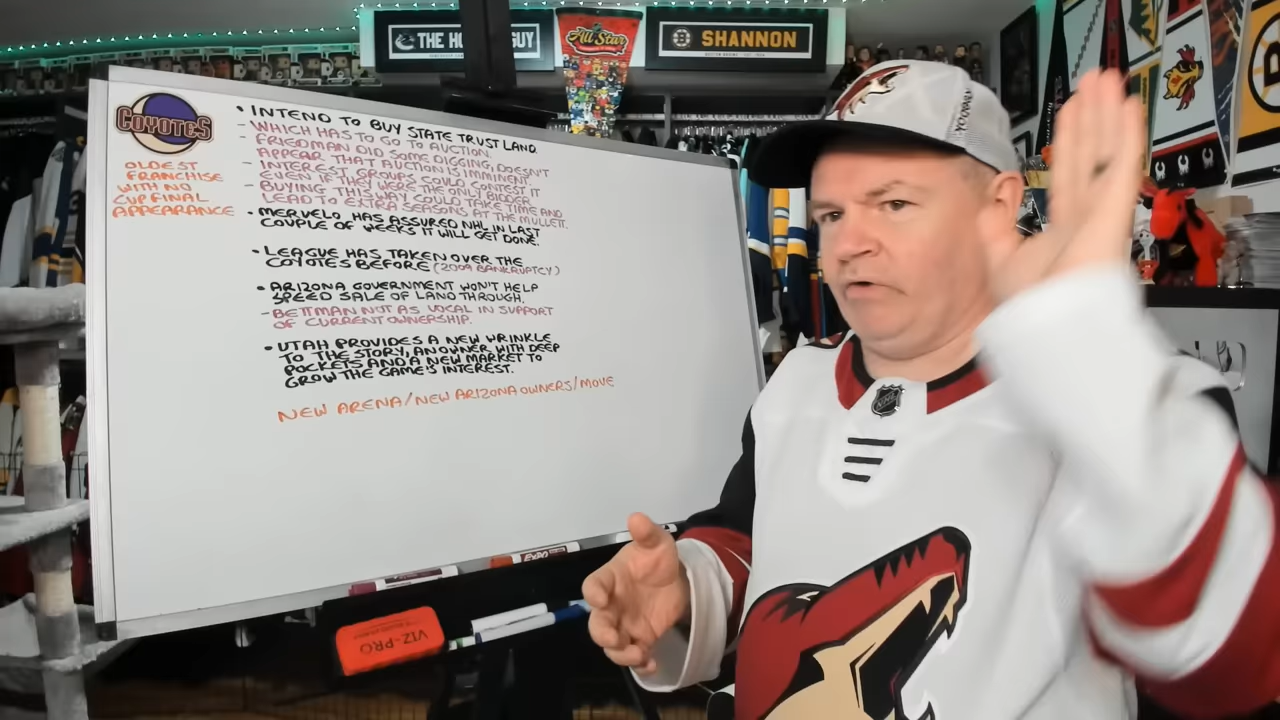 THE HO GUY
All Star
SHANNON
COYOTES
OLDEST
FRANCHISE
WITH NO
CUP FINAL
APPEARANCE
• INTEND TO BUY STATE TRUST LAND.
- WHICH HAS TO GO TO AUCTION.
- FRIEDMAN DID SOME DIGGING, DOESN'T
APPEAR THAT AUCTION IS IMMINENT
- INTEREST GROUPS COULD CONTEST IT
EVEN IF THEY WERE THE ONLY BIDDER
- BUYING THIS WAY COULD TAKE TIME AND
LEAD TO EXTRA SEASONS AT THE MULLETT.
• MERVELO HAS ASSURED NHL IN LAST
COUPLE OF WEEKS IT WILL GET DONE.
• LEAGUE HAS TAKEN OVER THE
COYOTES BEFORE (2009 BANKRUPTCY)
• ARIZONA GOVERNMENT WON'T HELP
SPEED SALE OF LAND THROUGH.
- BETTMAN NOT AS VOCAL IN SUPPORT
OF CURRENT OWNERSHIP.
• UTAH PROVIDES A NEW WRINKLE
TO THE STORY, AN OWNER WITH DEEP
POCKETS AND A NEW MARKET TO
GROW THE GAME'S INTEREST.
NEW ARENA/NEW ARIZONA OWNERS/MOVE
EXPO
VIZ-PRO
NHL